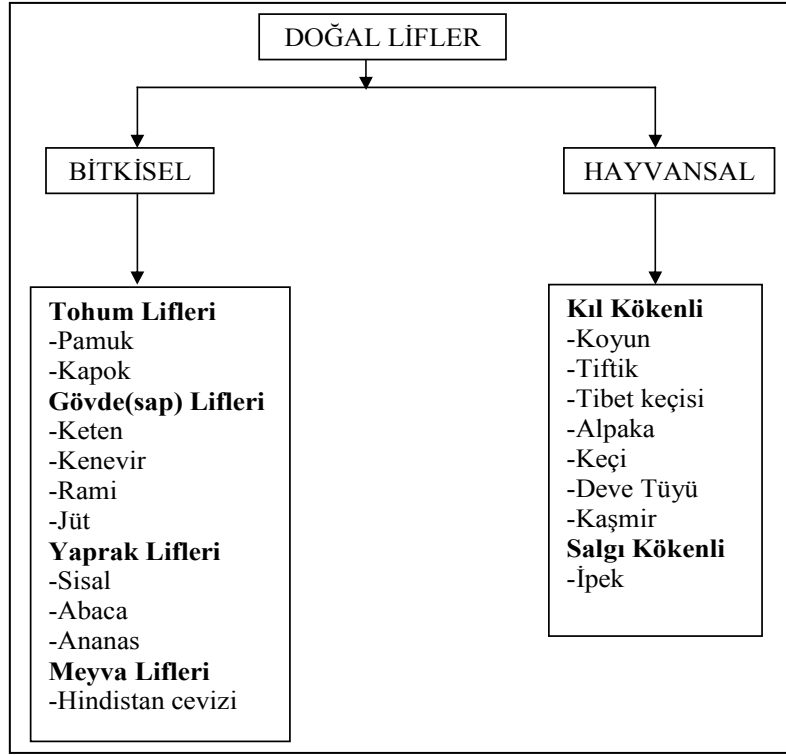 DOĞAL LİFLER
BİTKİSEL
HAYVANSAL
Tohum Lifleri
-Pamuk
-Kapok
Gövde(sap) Lifleri
-Keten
-Kenevir
-Rami
-Jüt
Yaprak Lifleri
-Sisal
-Abaca
-Ananas
Meyva Lifleri
-Hindistan cevizi
Kıl Kökenli
-Koyun
-Tiftik
-Tibet keçisi
-Alpaka
-Keçi
-Deve Tüyü
-Kaşmir
Salgı Kökenli
-İpek